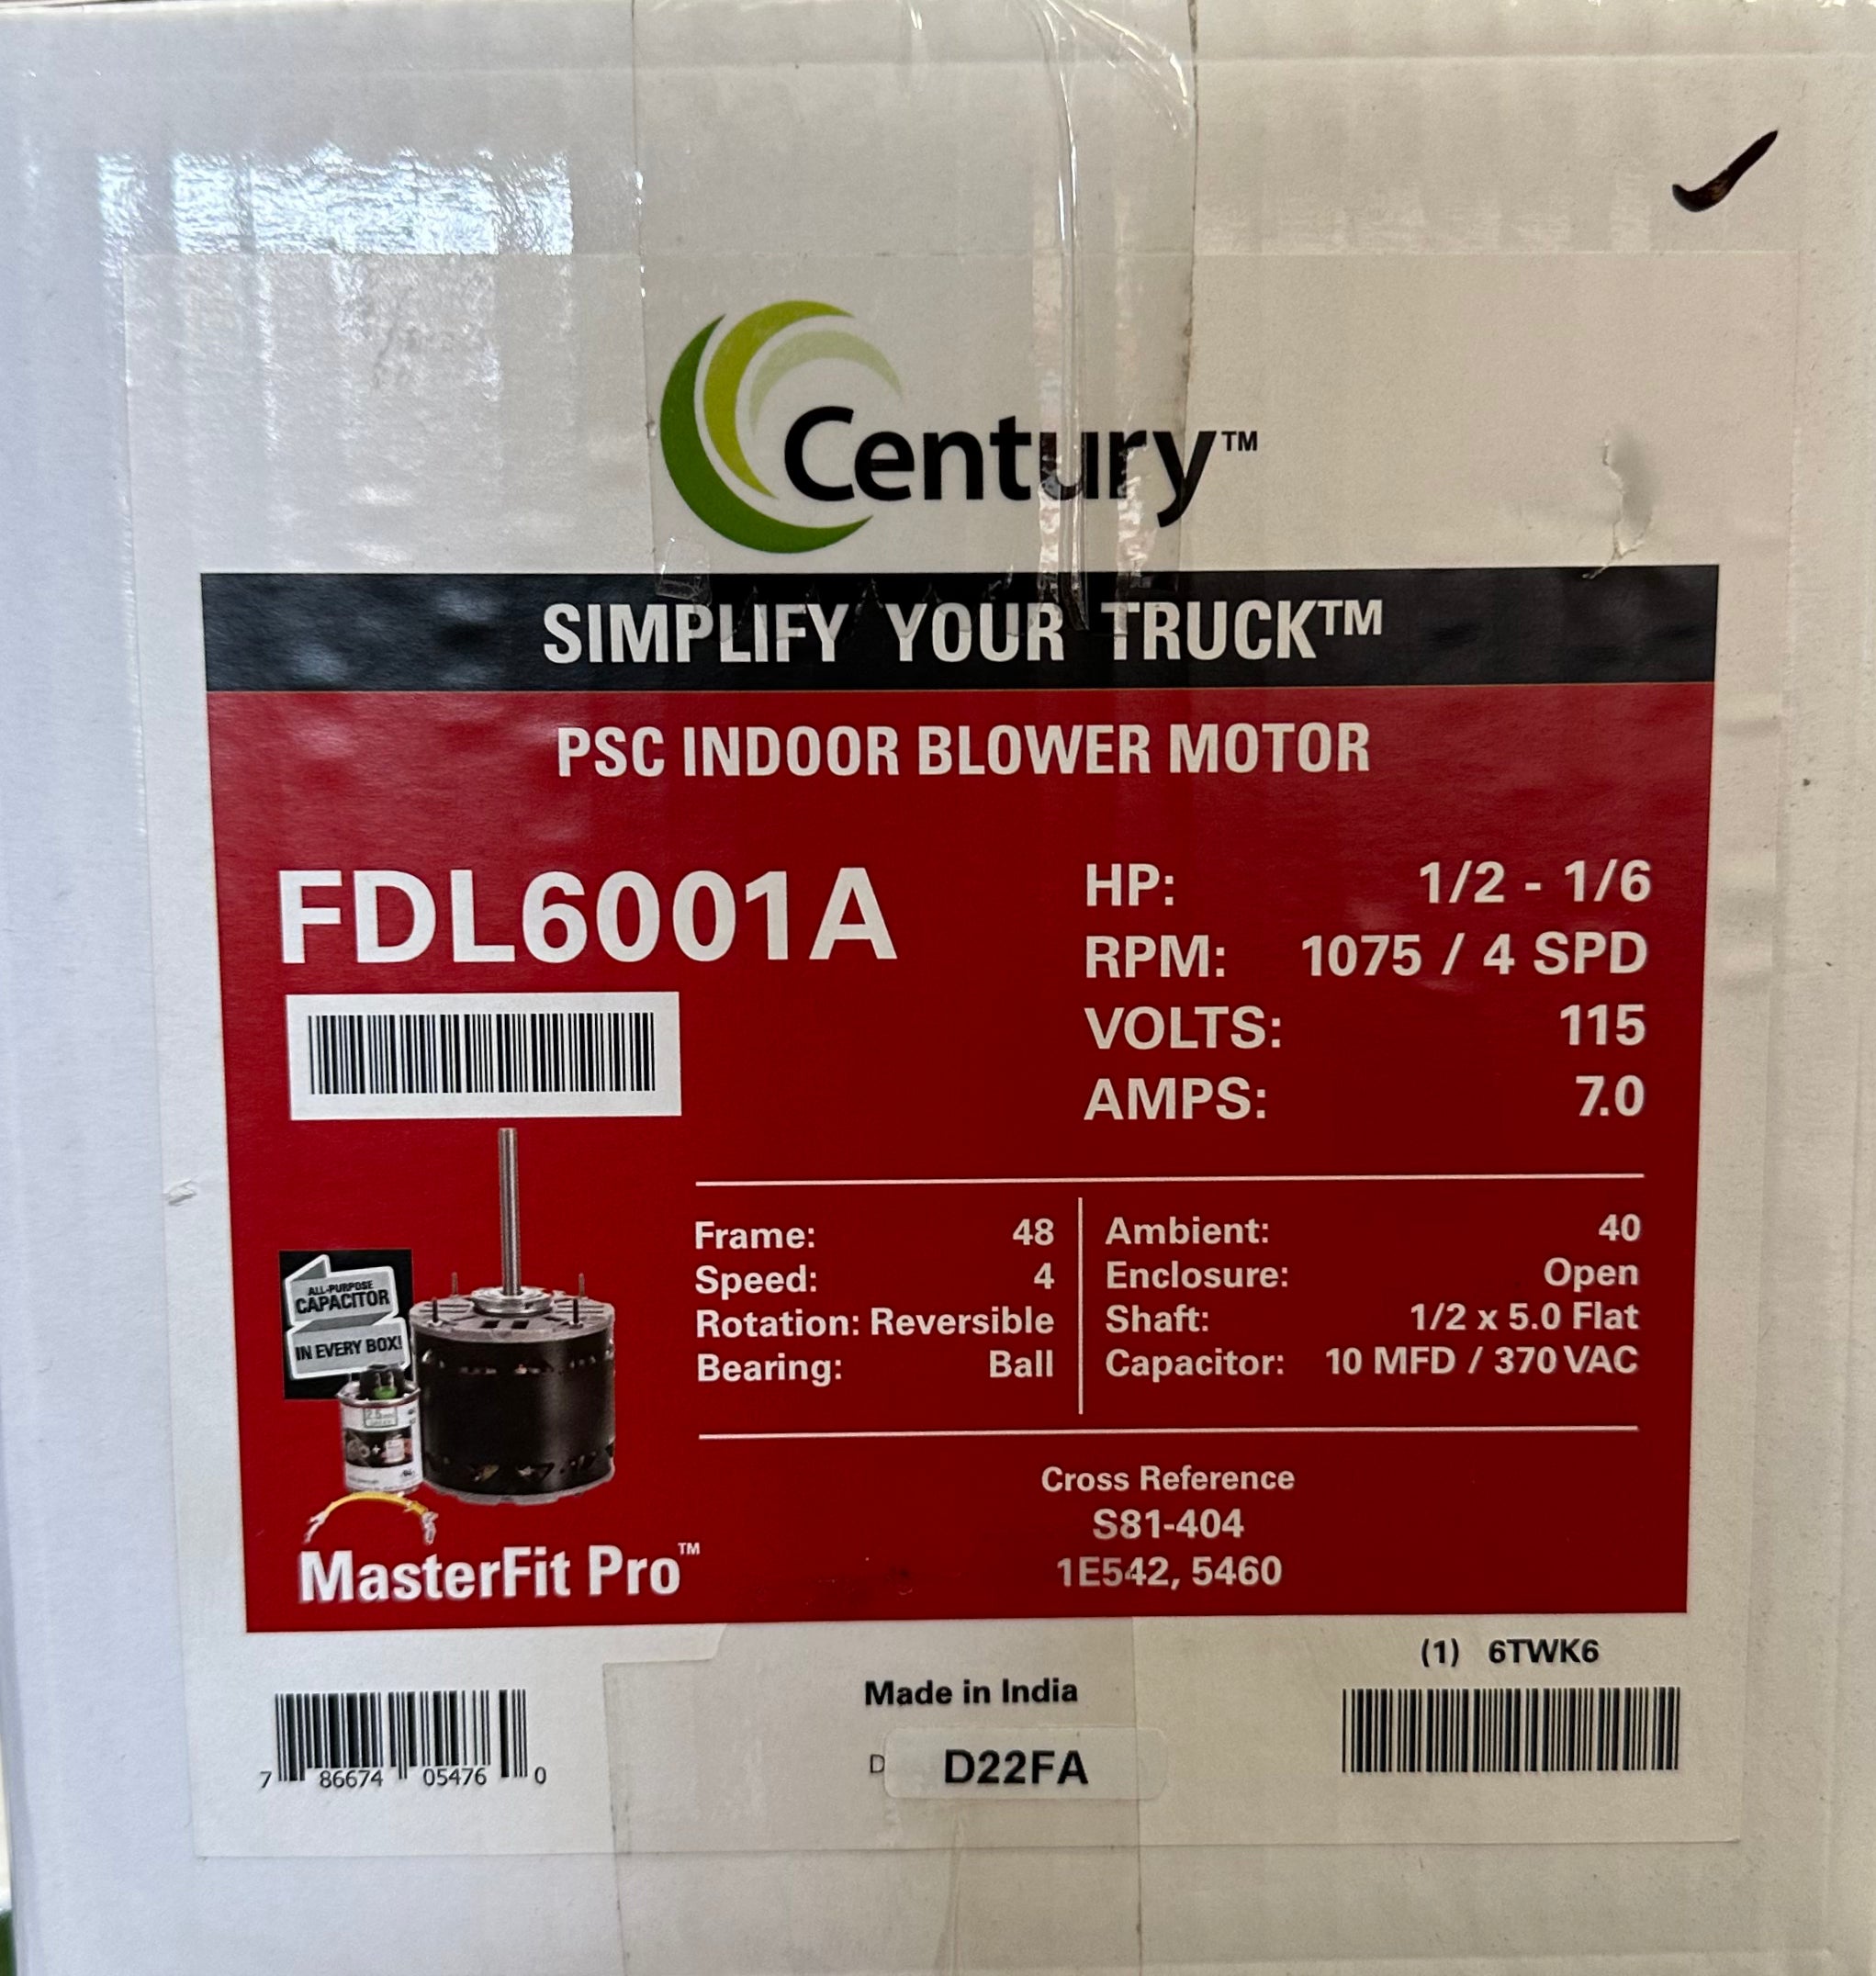 Century™
SIMPLIFY YOUR TRUCK™
PSC INDOOR BLOWER MOTOR
FDL6001A
HP: 1/2 - 1/6
RPM: 1075 / 4 SPD
VOLTS: 115
AMPS: 7.0
Frame: 48
Speed: 4
Rotation: Reversible
Bearing: Ball
Ambient: 40
Enclosure: Open
Shaft: 1/2 x 5.0 Flat
Capacitor: 10 MFD / 370 VAC
ALL-PURPOSE
CAPACITOR
IN EVERY BOX!
MasterFit Pro™
Cross Reference
S81-404
1E542, 5460
(1) 6TWK6
Made in India
D D22FA
7 86674 05476 0